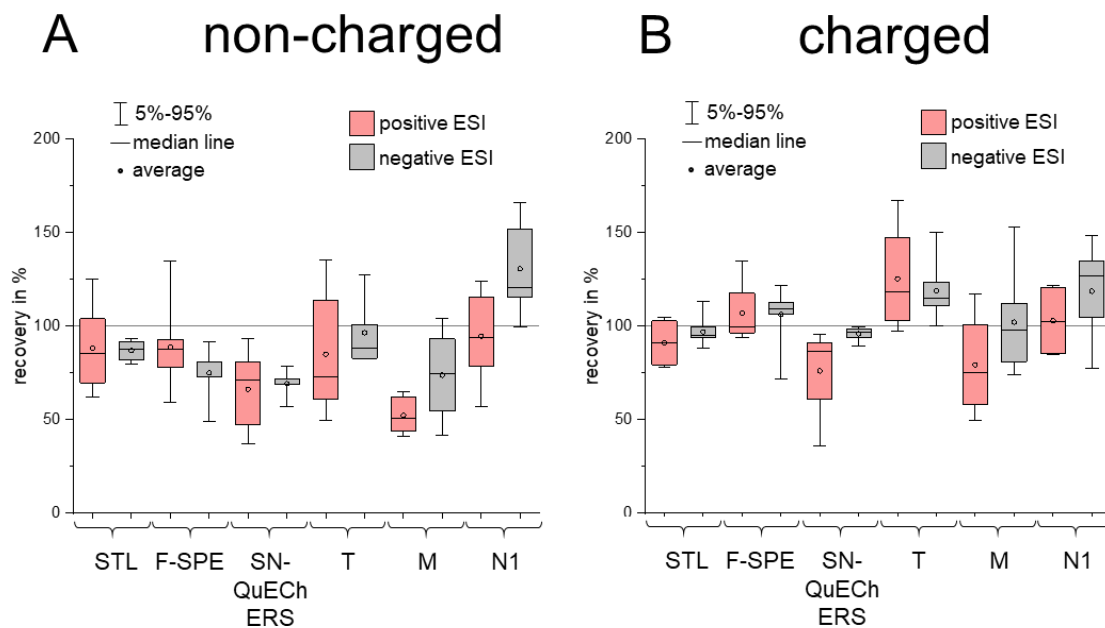 A non-charged
5%-95%
median line
average
positive ESI
negative ESI
recovery in %
200
150
100
50
0
STL F-SPE SN- T M N1
QuECh
ERS
B charged
5%-95%
median line
average
positive ESI
negative ESI
recovery in %
200
150
100
50
0
STL F-SPE SN- T M N1
QuECh
ERS